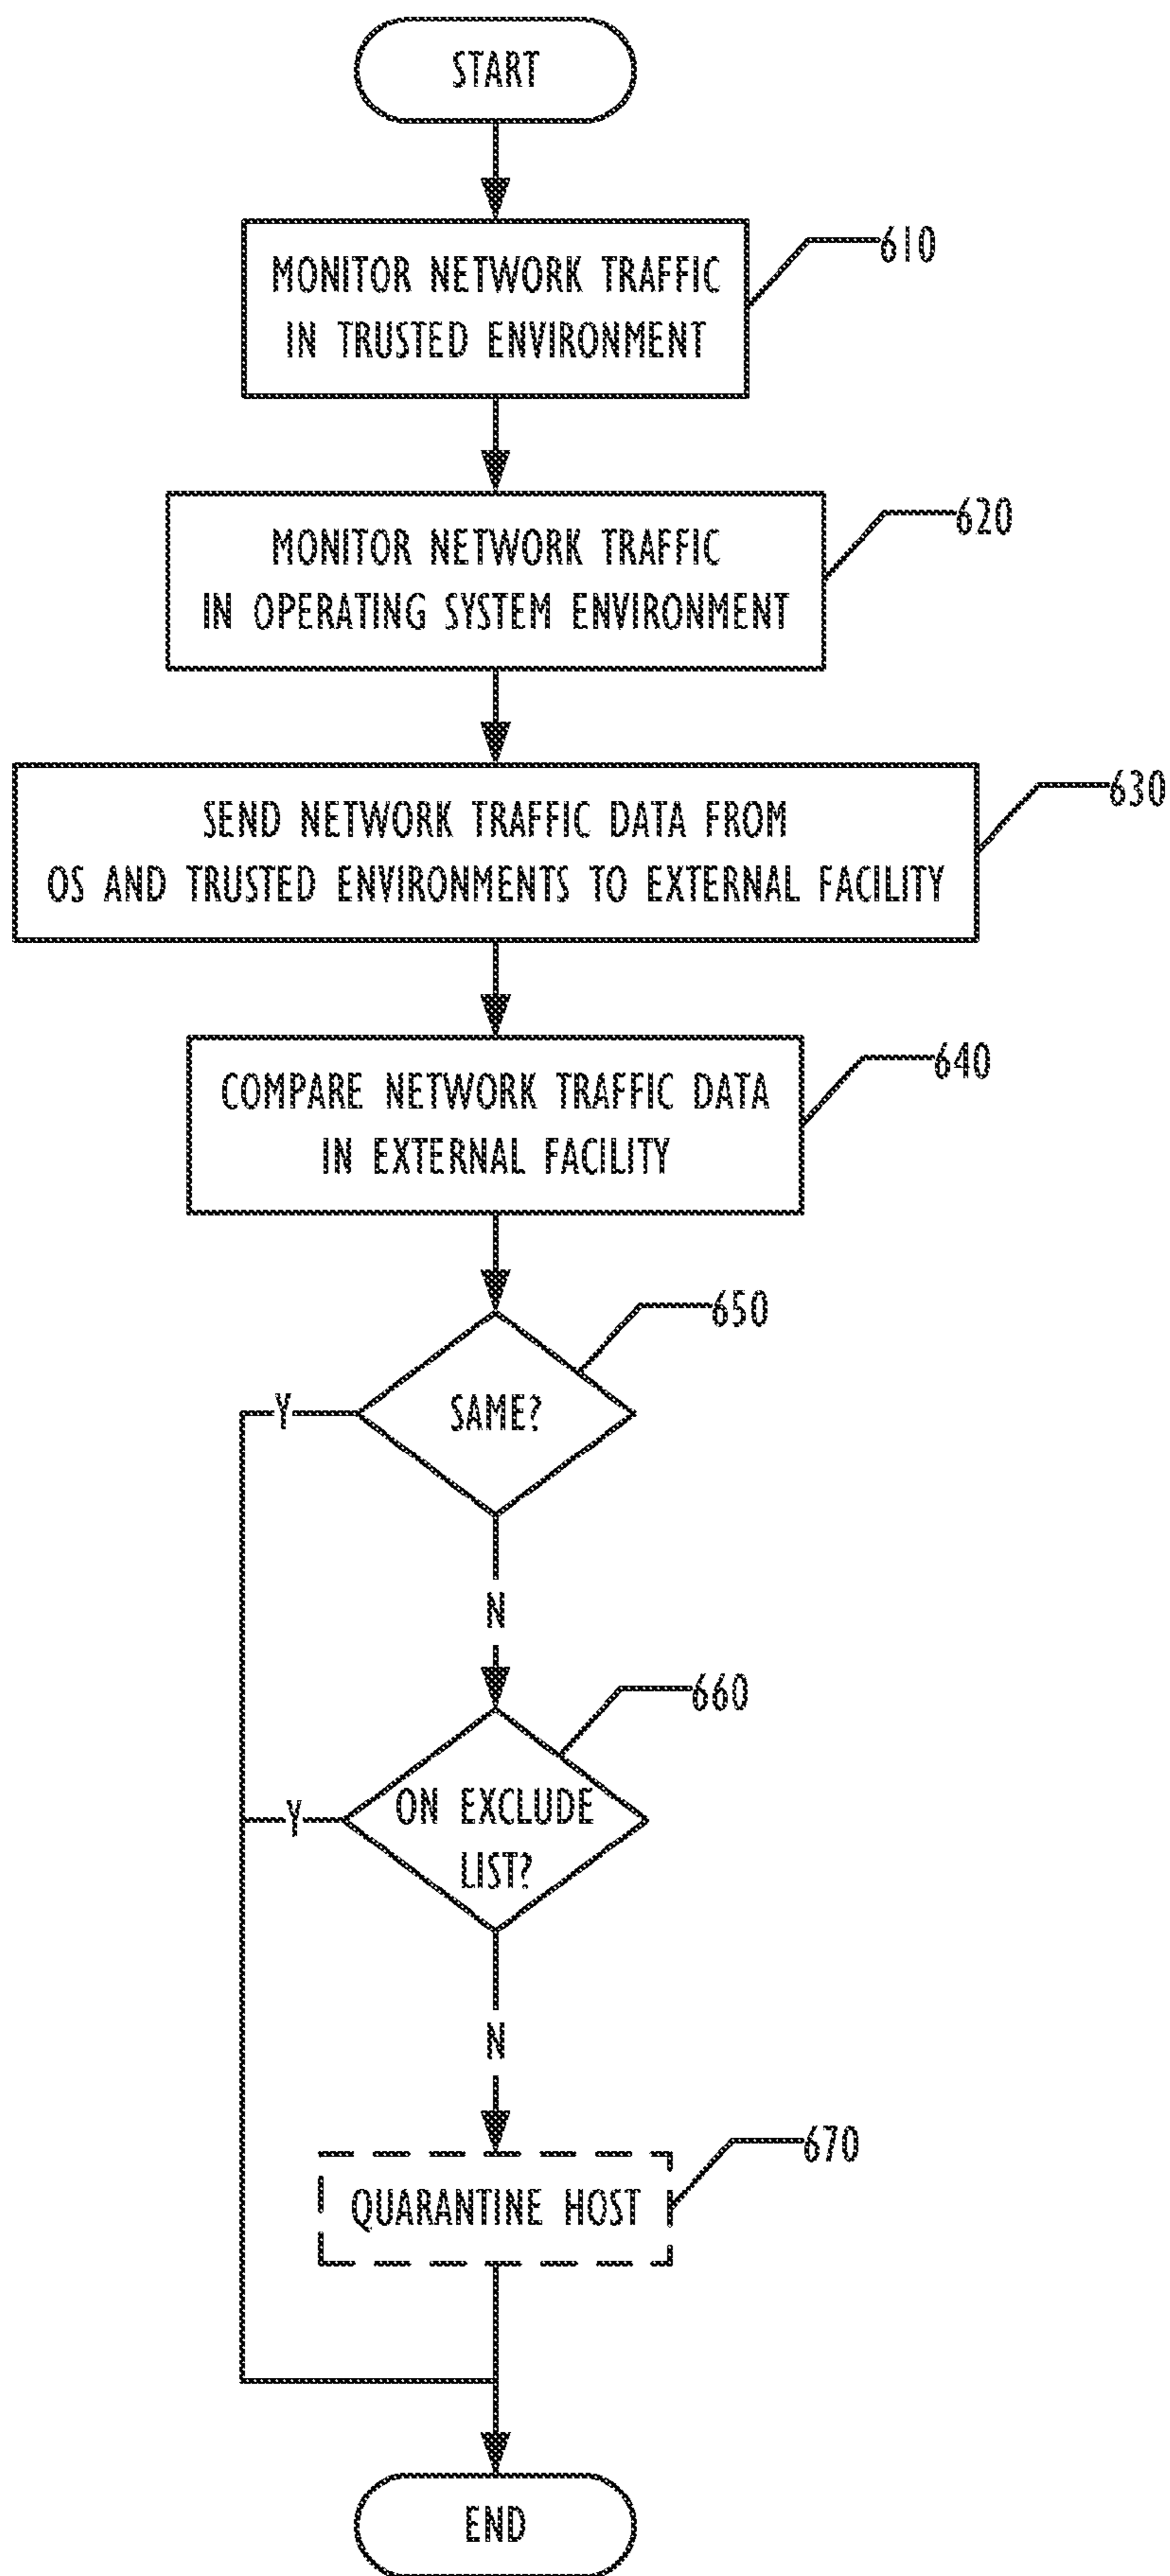 START
MONITOR NETWORK TRAFFIC
IN TRUSTED ENVIRONMENT
610
MONITOR NETWORK TRAFFIC
IN OPERATING SYSTEM ENVIRONMENT
620
SEND NETWORK TRAFFIC DATA FROM
OS AND TRUSTED ENVIRONMENTS TO EXTERNAL FACILITY
630
COMPARE NETWORK TRAFFIC DATA
IN EXTERNAL FACILITY
640
650
Y
SAME?
N
660
Y
ON EXCLUDE
LIST?
N
670
QUARANTINE HOST
END